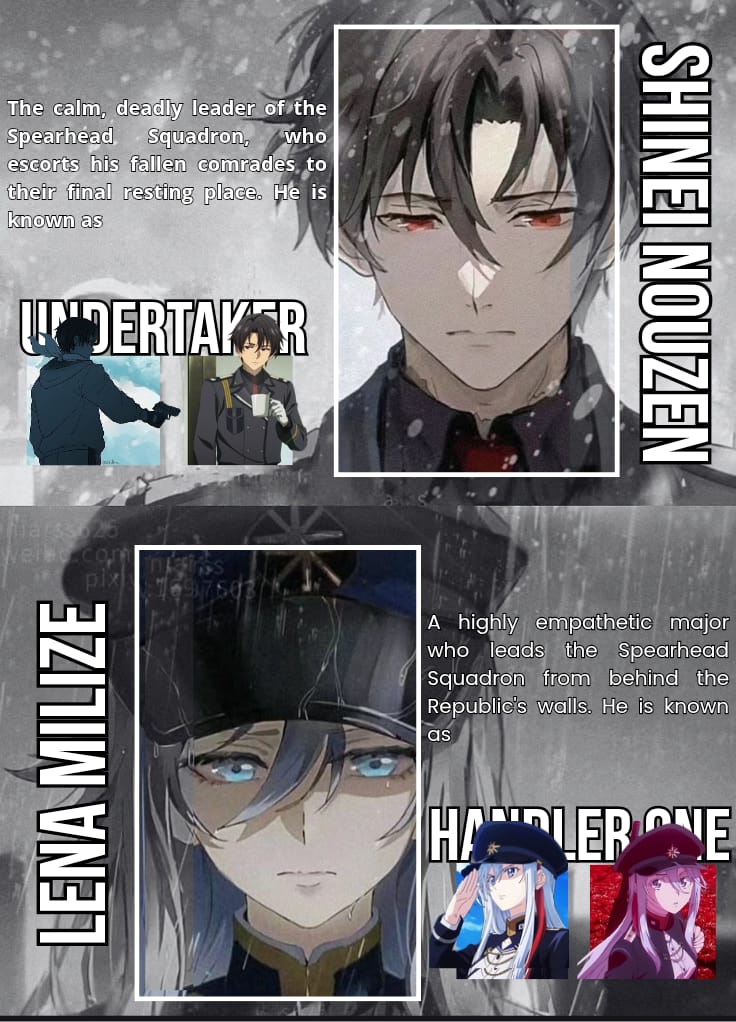 The calm, deadly leader of the
Spearhead Squadron, who
escorts his fallen comrades to
their final resting place. He is
known as
UNDERTAKER
SHINEI NOUZEN
LENA MILIZE
A highly empathetic major
who leads the Spearhead
Squadron from behind the
Republic's walls. He is known
as
HANDLER ONE